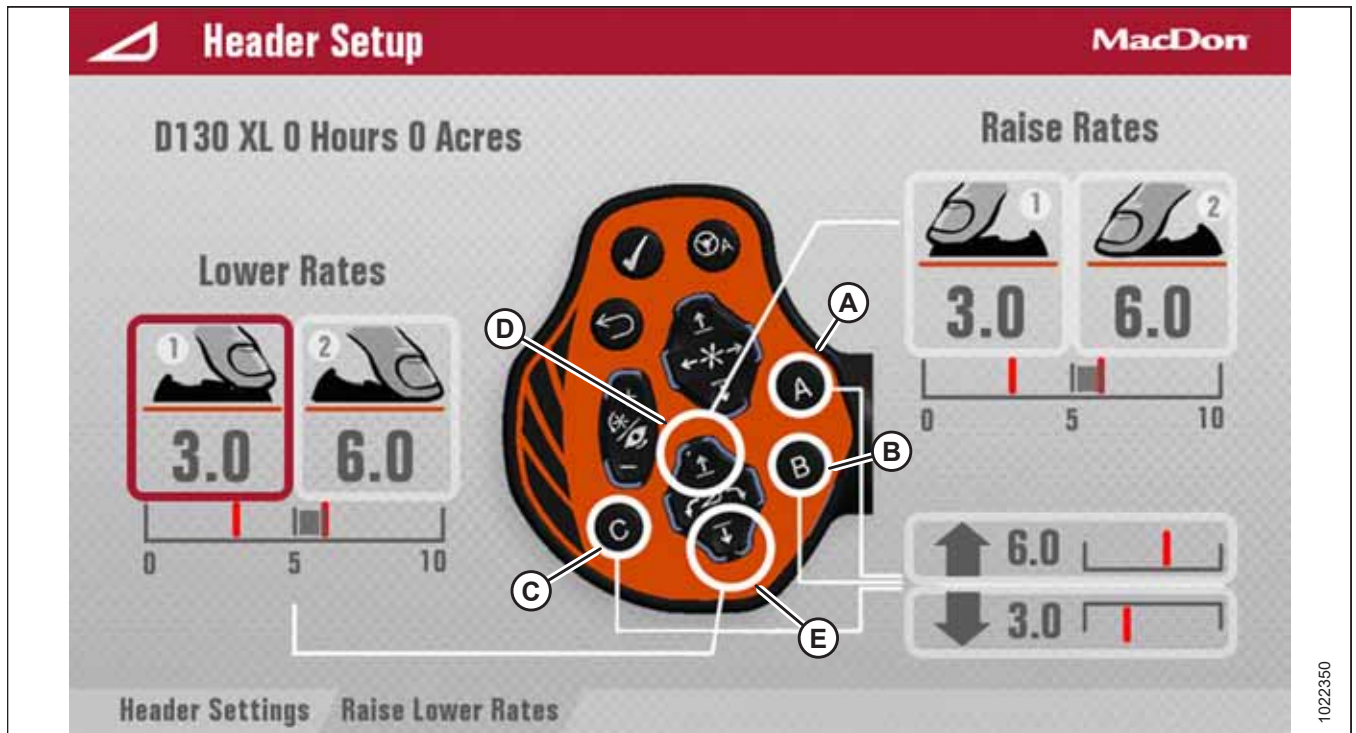 Header Setup
MacDon
D130 XL 0 Hours 0 Acres
Raise Rates
1
2
3.0
6.0
0
5
10
Lower Rates
1
2
3.0
6.0
0
5
10
A
A
A
B
B
C
C
D
E
+
-
6.0
3.0
Header Settings
Raise Lower Rates
1022350